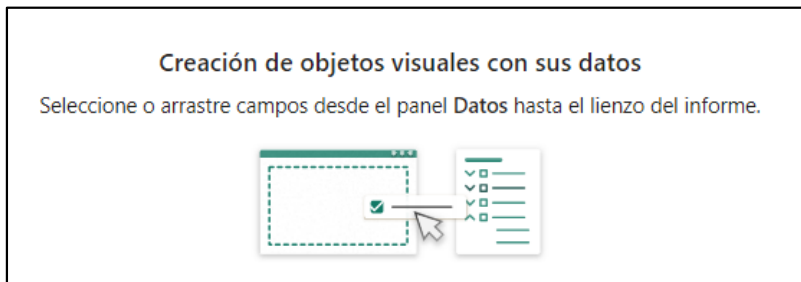 Creación de objetos visuales con sus datos
Seleccione o arrastre campos desde el panel Datos hasta el lienzo del informe.